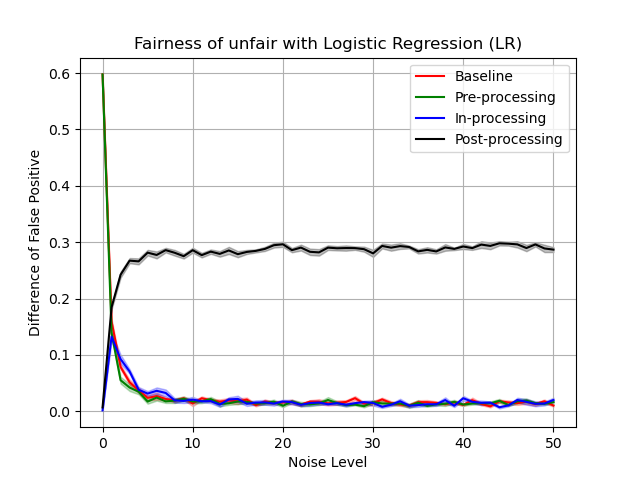 Fairness of unfair with Logistic Regression (LR)
Difference of False Positive
0.6
0.5
0.4
0.3
0.2
0.1
0.0
Baseline
Pre-processing
In-processing
Post-processing
0 10 20 30 40 50
Noise Level